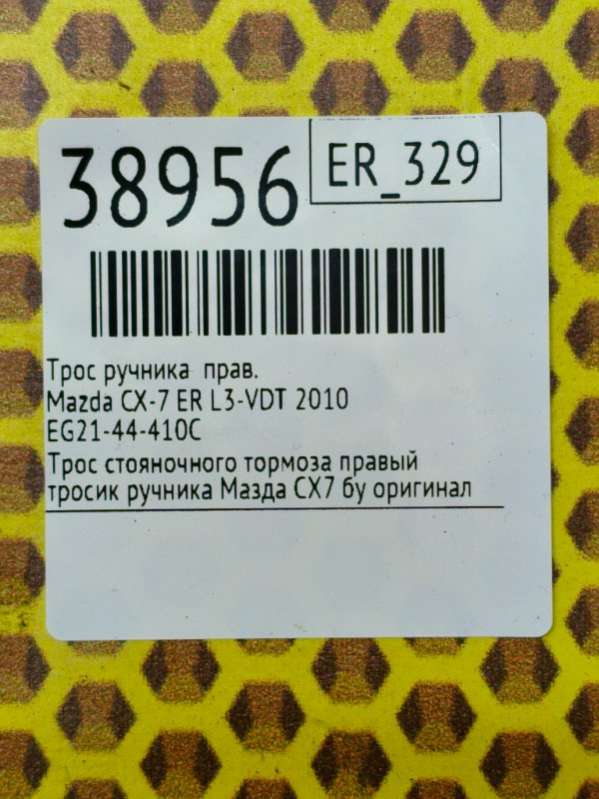 38956
ER_329
Трос ручника прав.
Mazda CX-7 ER L3-VDT 2010
EG21-44-410C
Трос стояночного тормоза правый
тросик ручника Мазда CX7 бу оригинал